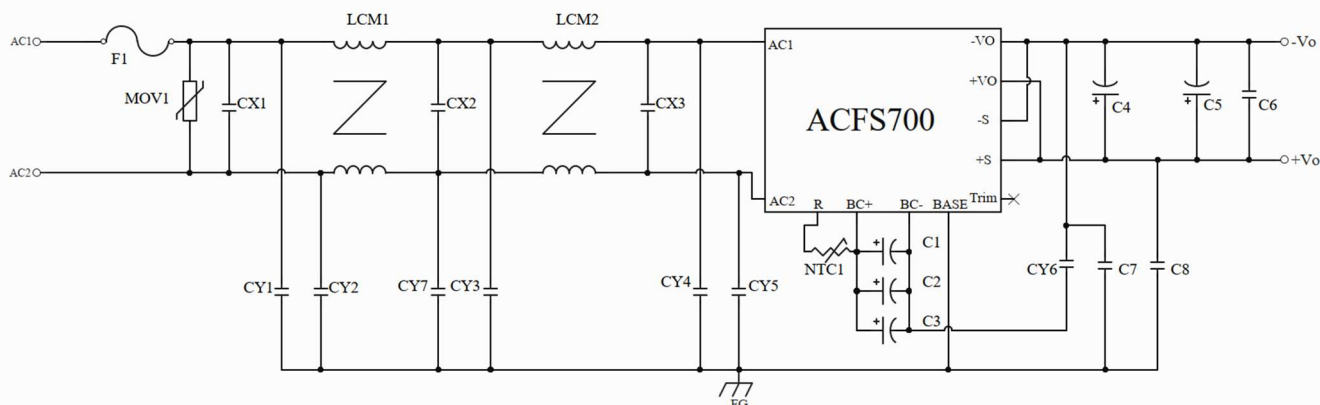 LCM1 LCM2
AC1 F1 AC1 -VO -Vo
+VO
MOV1 CX1 CX2 CX3 ACFS700 C4 C5 C6
-S
AC2 +S +Vo
AC2 R BC+ BC- BASE Trim
C1
NTC1 CY6 C7 C8
CY1 CY2 CY7 CY3 CY4 CY5 C2
C3
FG